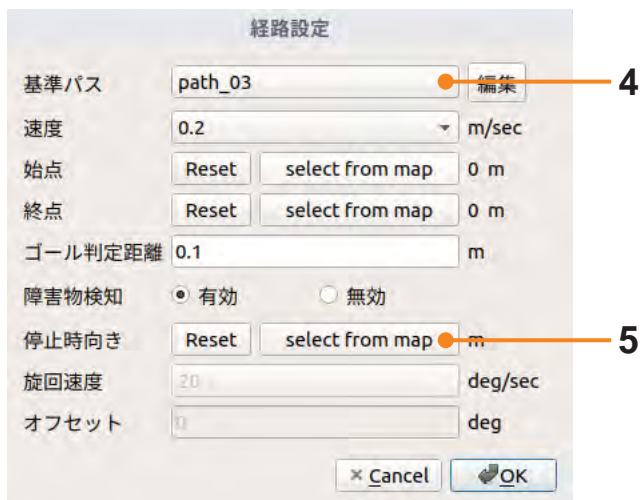 経路設定
基準パス path_03 編集 4
速度 0.2 m/sec
始点 Reset select from map 0 m
終点 Reset select from map 0 m
ゴール判定距離 0.1 m
障害物検知 有効 無効
停止時向き Reset select from map m 5
旋回速度 20 deg/sec
オフセット 0 deg
Cancel OK